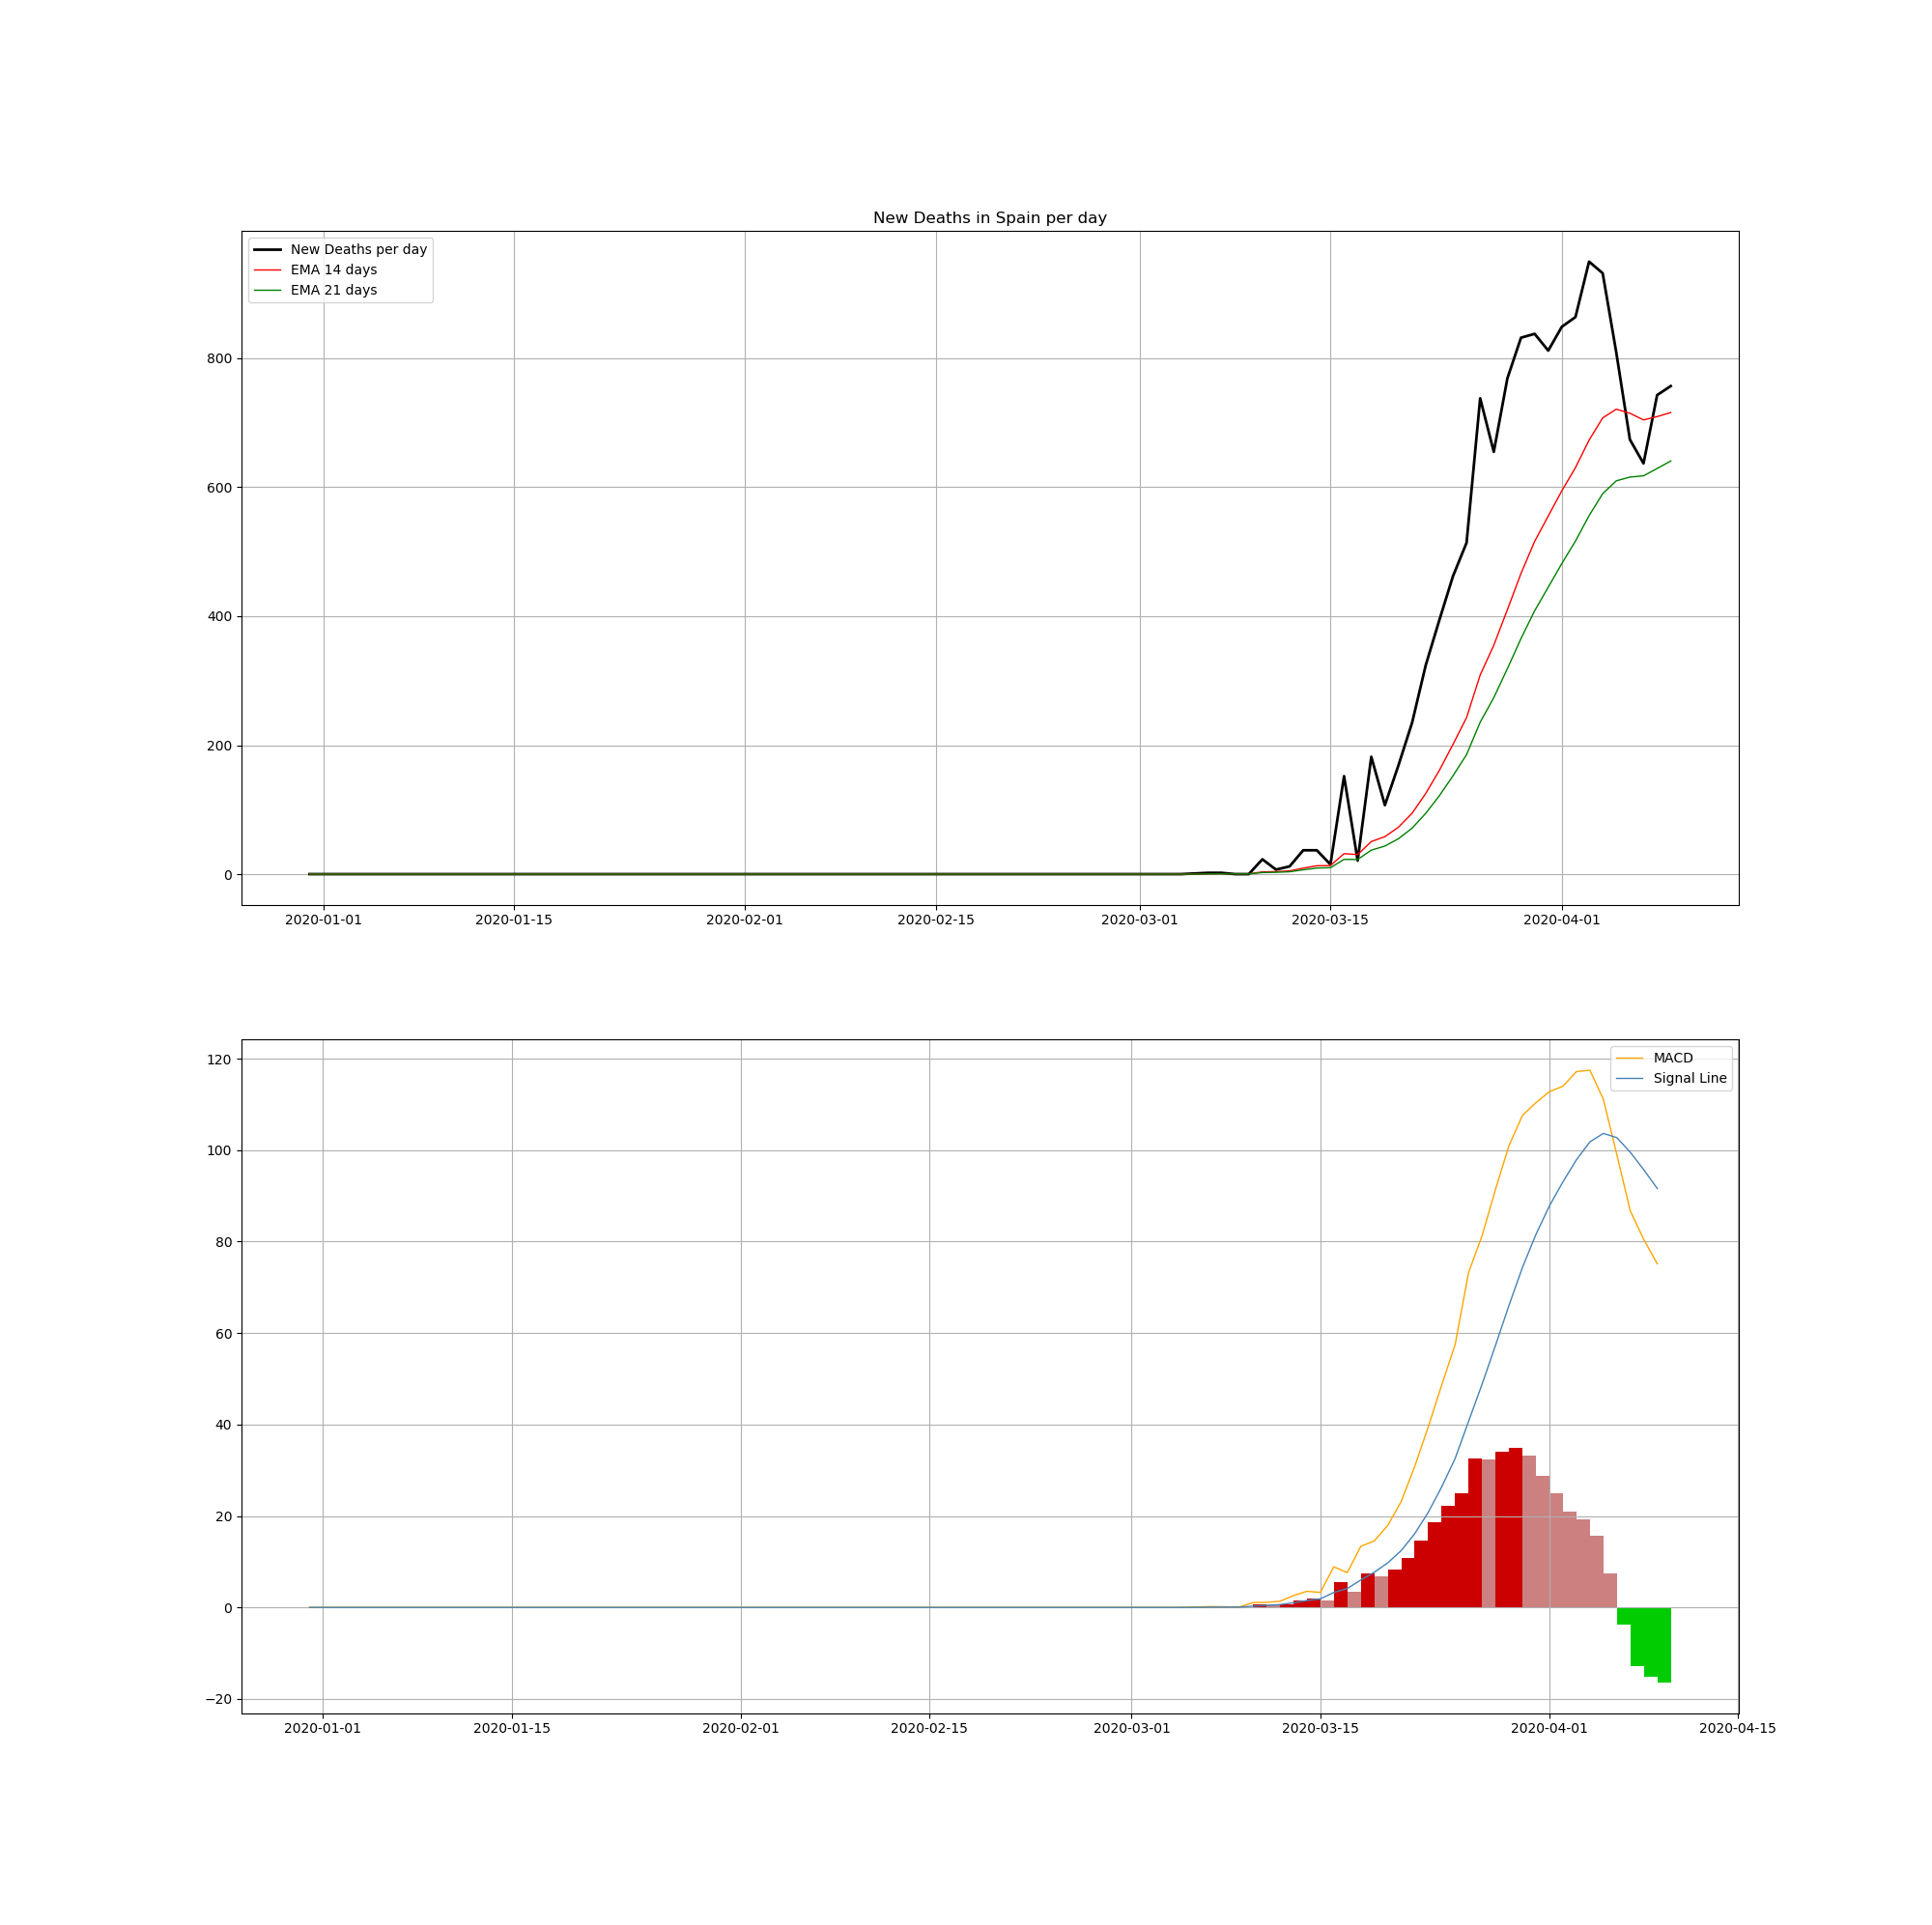 New Deaths in Spain per day
New Deaths per day
EMA 14 days
EMA 21 days
800
600
400
200
0
2020-01-01 2020-01-15 2020-02-01 2020-02-15 2020-03-01 2020-03-15 2020-04-01
MACD
Signal Line
120
100
80
60
40
20
0
−20
2020-01-01 2020-01-15 2020-02-01 2020-02-15 2020-03-01 2020-03-15 2020-04-01 2020-04-15